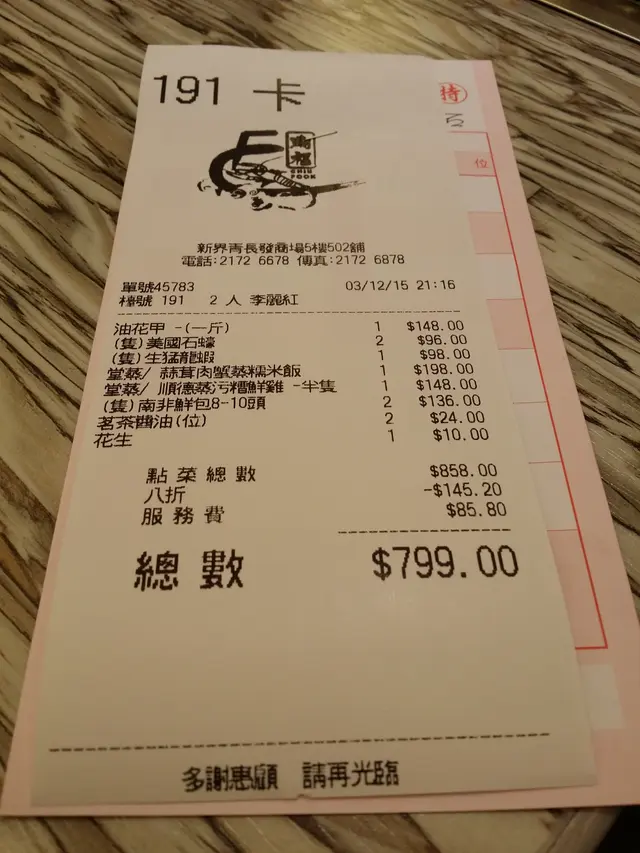 191 卡
特
位
CHIU
FOOK
新界青長發商場5樓502舖
電話:2172 6678 傳真:2172 6878
單號45783 03/12/15 21:16
檯號 191 2 人 李麗紅
油花甲 -(一斤) 1 $148.00
(隻)美國石蠔 2 $96.00
(隻)生猛龍蝦 1 $98.00
堂蒸/ 蒜茸肉蟹蒸糯米飯 1 $198.00
堂蒸/ 順德蒸污糟鮮雞 -半隻 1 $148.00
(隻)南非鮮包8-10頭 2 $136.00
茗茶醬油(位) 2 $24.00
花生 1 $10.00
點菜總數 $858.00
八折 -$145.20
服務費 $85.80
總數 $799.00
多謝惠顧 請再光臨